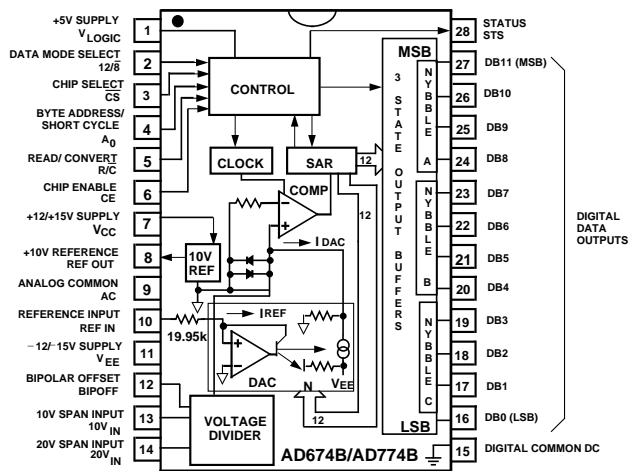 +5V SUPPLY
VLOGIC
1
DATA MODE SELECT
12/8̅
2
CHIP SELECT
C̅S̅
3
BYTE ADDRESS/
SHORT CYCLE
A0
4
READ/ CONVERT
R/C̅
5
CHIP ENABLE
CE
6
+12/+15V SUPPLY
VCC
7
+10V REFERENCE
REF OUT
8
ANALOG COMMON
AC
9
REFERENCE INPUT
REF IN
10
−12/−15V SUPPLY
VEE
11
BIPOLAR OFFSET
BIPOFF
12
10V SPAN INPUT
10VIN
13
20V SPAN INPUT
20VIN
14
CONTROL
CLOCK
SAR
12
COMP
12
10V
REF
I DAC
19.95k
IREF
DAC
N
VEE
12
VOLTAGE
DIVIDER
AD674B/AD774B
MSB
3 STATE OUTPUT BUFFERS
LSB
NYBBLE A
NYBBLE B
NYBBLE C
28
STATUS
STS
27
DB11 (MSB)
26
DB10
25
DB9
24
DB8
23
DB7
22
DB6
21
DB5
20
DB4
19
DB3
18
DB2
17
DB1
16
DB0 (LSB)
15
DIGITAL COMMON DC
DIGITAL
DATA
OUTPUTS